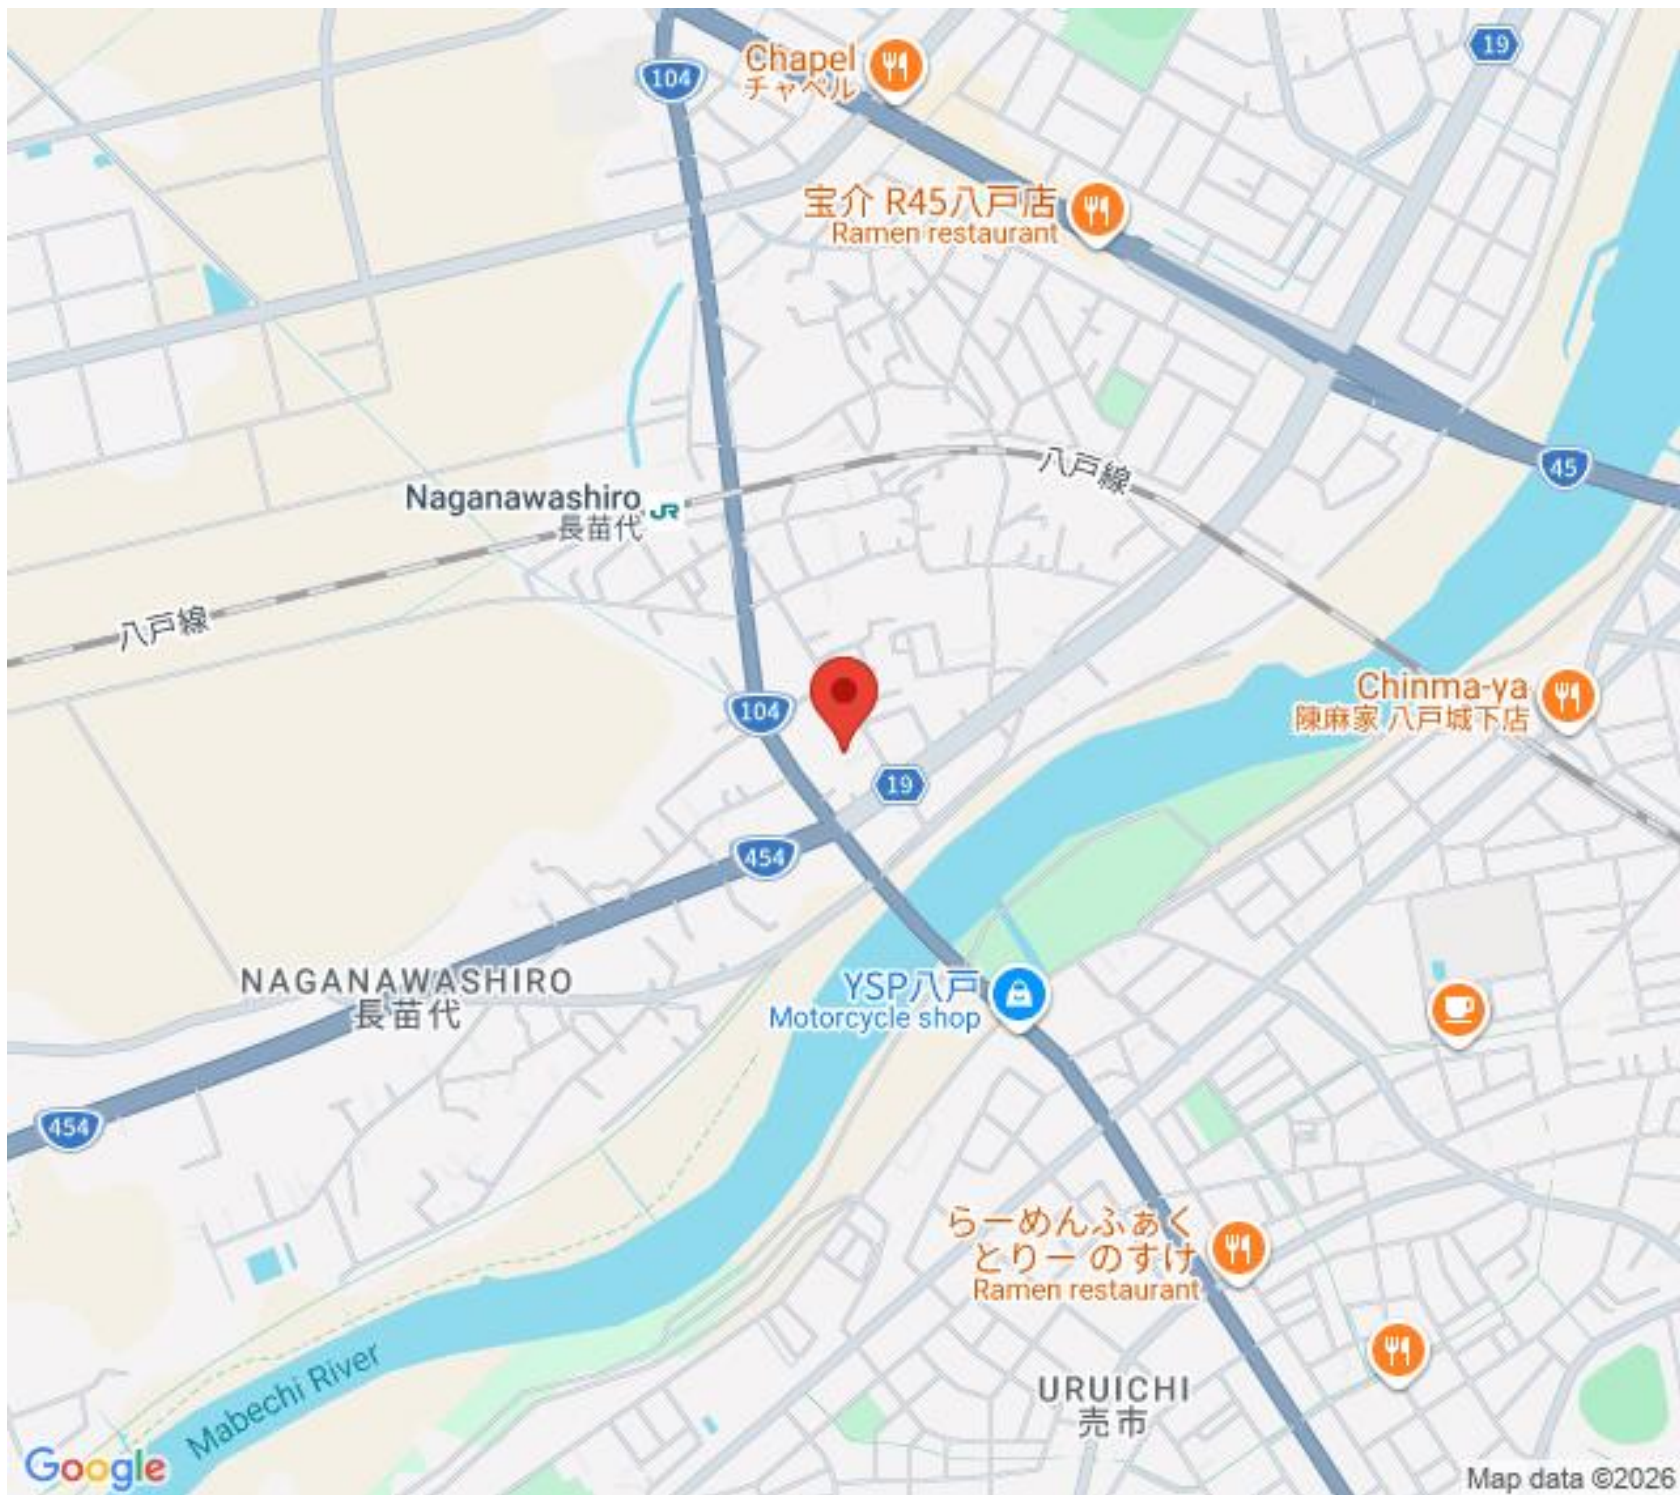 Chapel
チャペル
104
19
宝介 R45八戸店
Ramen restaurant
八戸線
45
Naganawashiro
長苗代
JR
八戸線
Chinma-ya
陳麻家 八戸城下店
104
19
454
NAGANAWASHIRO
長苗代
YSP八戸
Motorcycle shop
454
らーめんふぁく
とりー のすけ
Ramen restaurant
Mabechi River
URUICHI
売市
Google
Map data ©2026